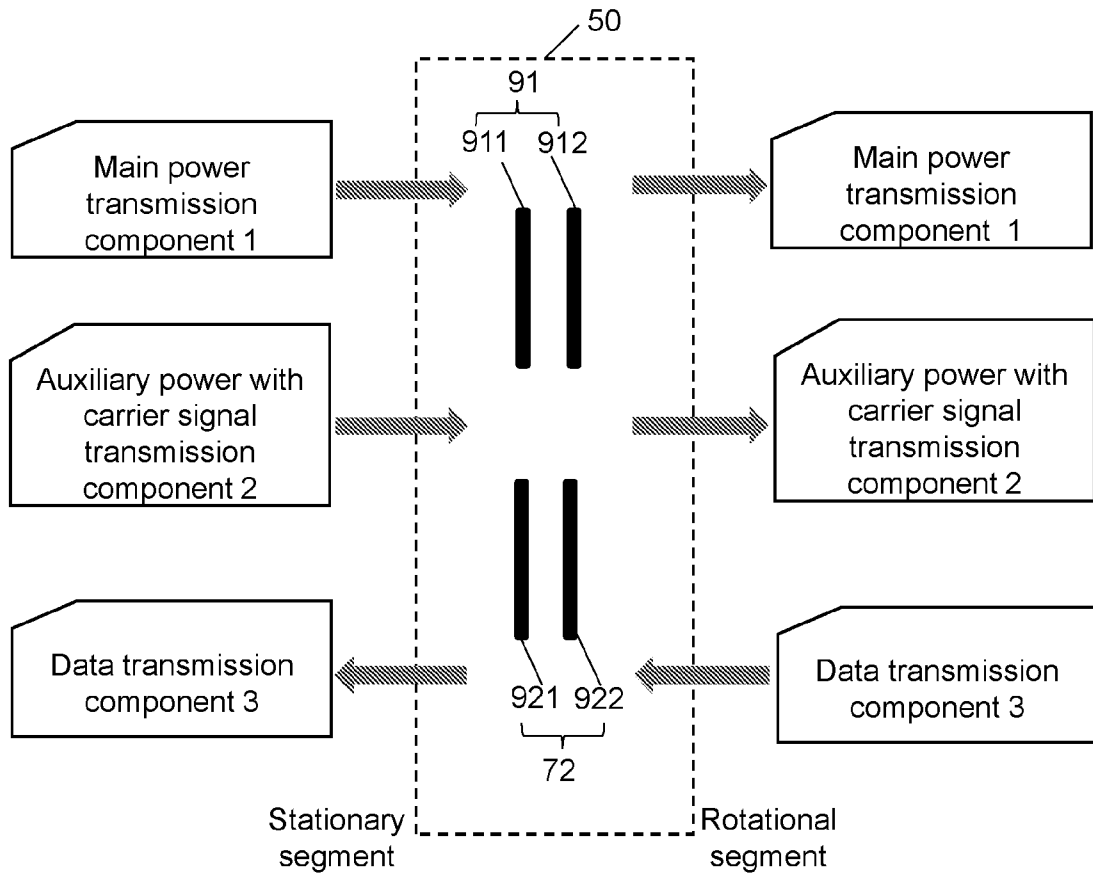 50
91
911 912
Main power
transmission
component 1
Main power
transmission
component 1
Auxiliary power with
carrier signal
transmission
component 2
Auxiliary power with
carrier signal
transmission
component 2
Data transmission
component 3
Data transmission
component 3
921 922
72
Stationary
segment
Rotational
segment